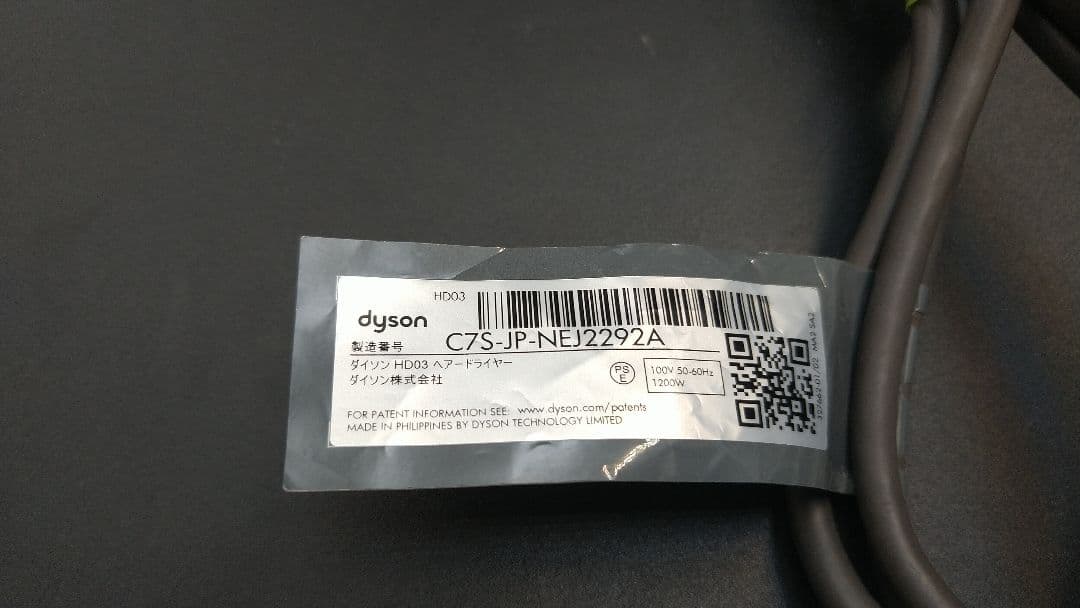 HD03
dyson
製造番号 C7S-JP-NEJ2292A
ダイソン HD03 ヘアードライヤー
ダイソン株式会社
PS
E
100V 50-60Hz
1200W
FOR PATENT INFORMATION SEE: www.dyson.com/patents
MADE IN PHILIPPINES BY DYSON TECHNOLOGY LIMITED